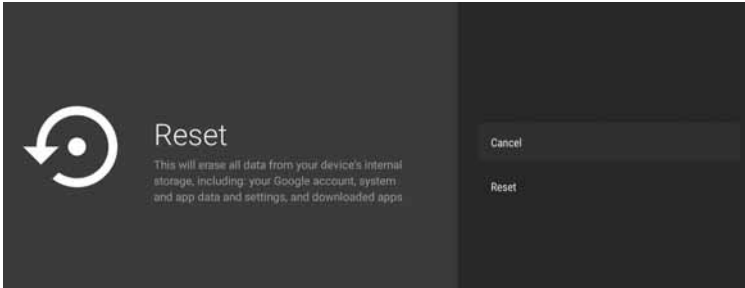 Reset
This will erase all data from your device's internal
storage, including: your Google account, system
and app data and settings, and downloaded apps
Cancel
Reset